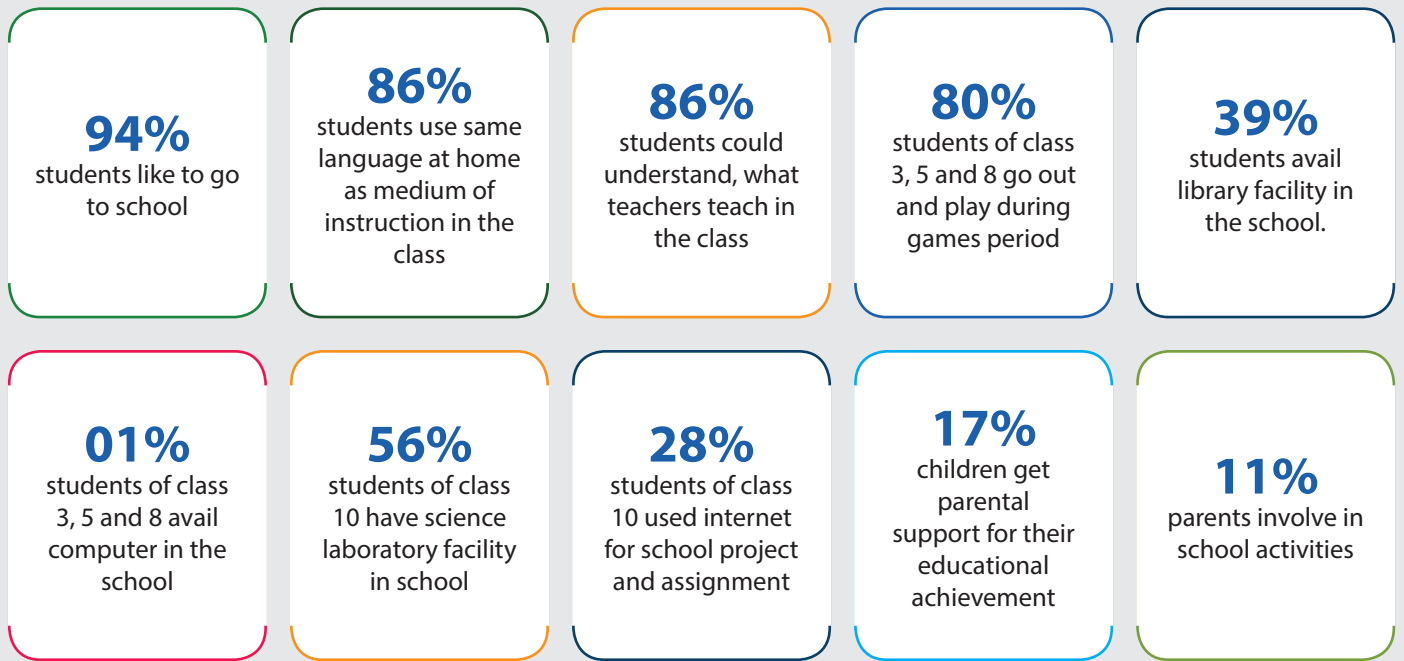 94%
students like to go
to school
86%
students use same
language at home
as medium of
instruction in the
class
86%
students could
understand, what
teachers teach in
the class
80%
students of class
3, 5 and 8 go out
and play during
games period
39%
students avail
library facility in
the school.
01%
students of class
3, 5 and 8 avail
computer in the
school
56%
students of class
10 have science
laboratory facility
in school
28%
students of class
10 used internet
for school project
and assignment
17%
children get
parental
support for their
educational
achievement
11%
parents involve in
school activities